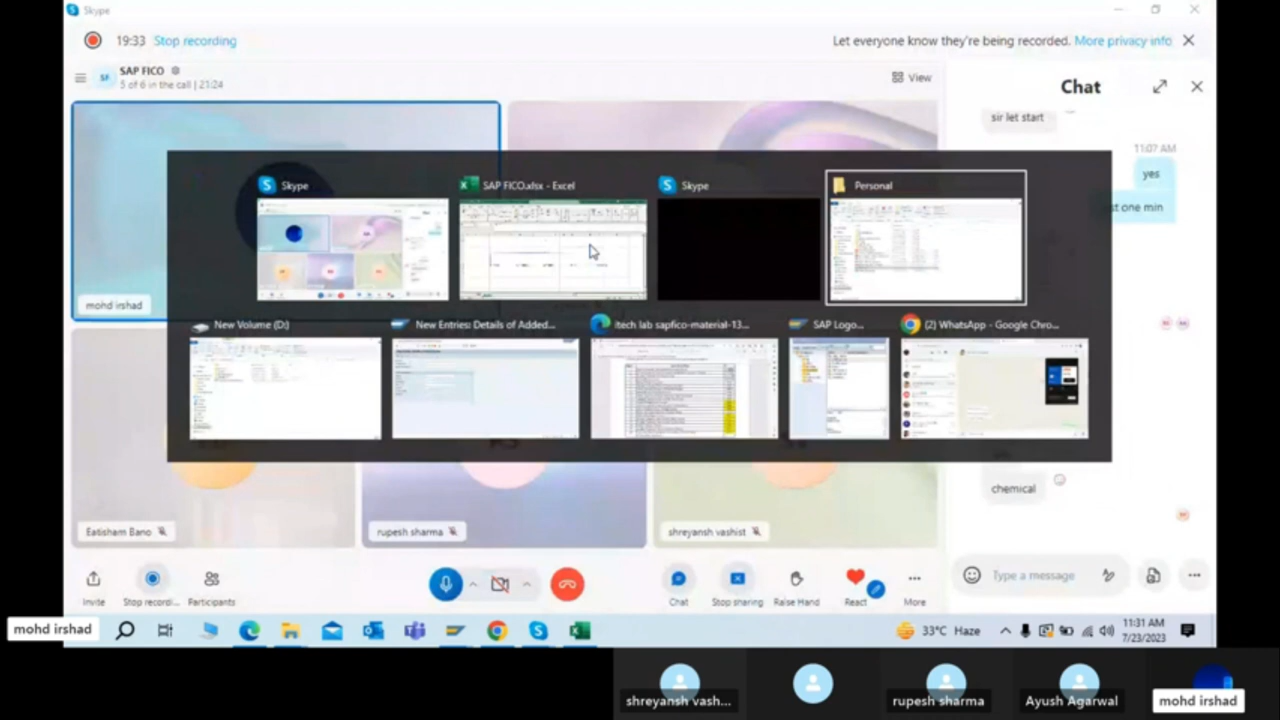 Skype
19:33 Stop recording
Let everyone know they're being recorded. More privacy info
SAP FICO
5 of 6 in the call | 21:24
View
Chat
sir let start
11:07 AM
yes
st one min
Skype
SAP FICO.xlsx - Excel
Skype
Personal
mohd irshad
New Volume (D:)
New Entries: Details of Added...
itech lab sapfico-material-13...
SAP Logo...
(2) WhatsApp - Google Chro...
chemical
Eatisham Bano
rupesh sharma
shreyansh vashist
Type a message
Invite
Stop recordi...
Participants
Chat
Stop sharing
Raise Hand
React
More
mohd irshad
33°C Haze
11:31 AM
7/23/2023
shreyansh vash...
rupesh sharma
Ayush Agarwal
mohd irshad